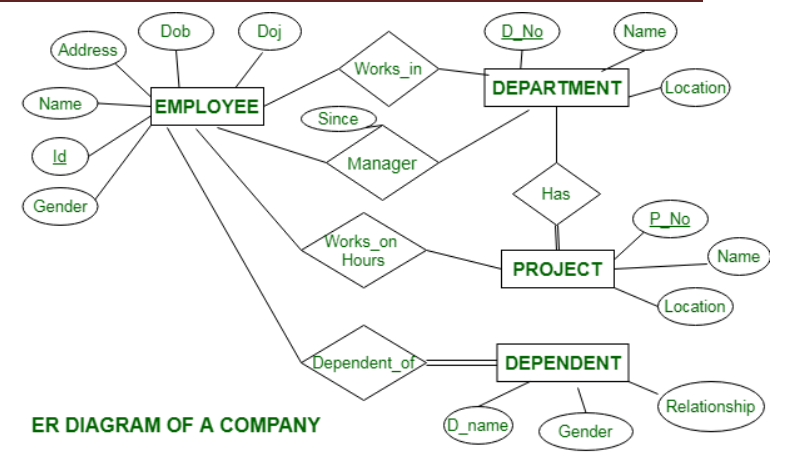 Dob
Doj
D_No
Name
Address
Works_in
Location
EMPLOYEE
DEPARTMENT
Name
Since
Id
Manager
Gender
Has
P_No
Works_on
Hours
Name
PROJECT
Location
Dependent_of
DEPENDENT
Relationship
D_name
Gender
ER DIAGRAM OF A COMPANY